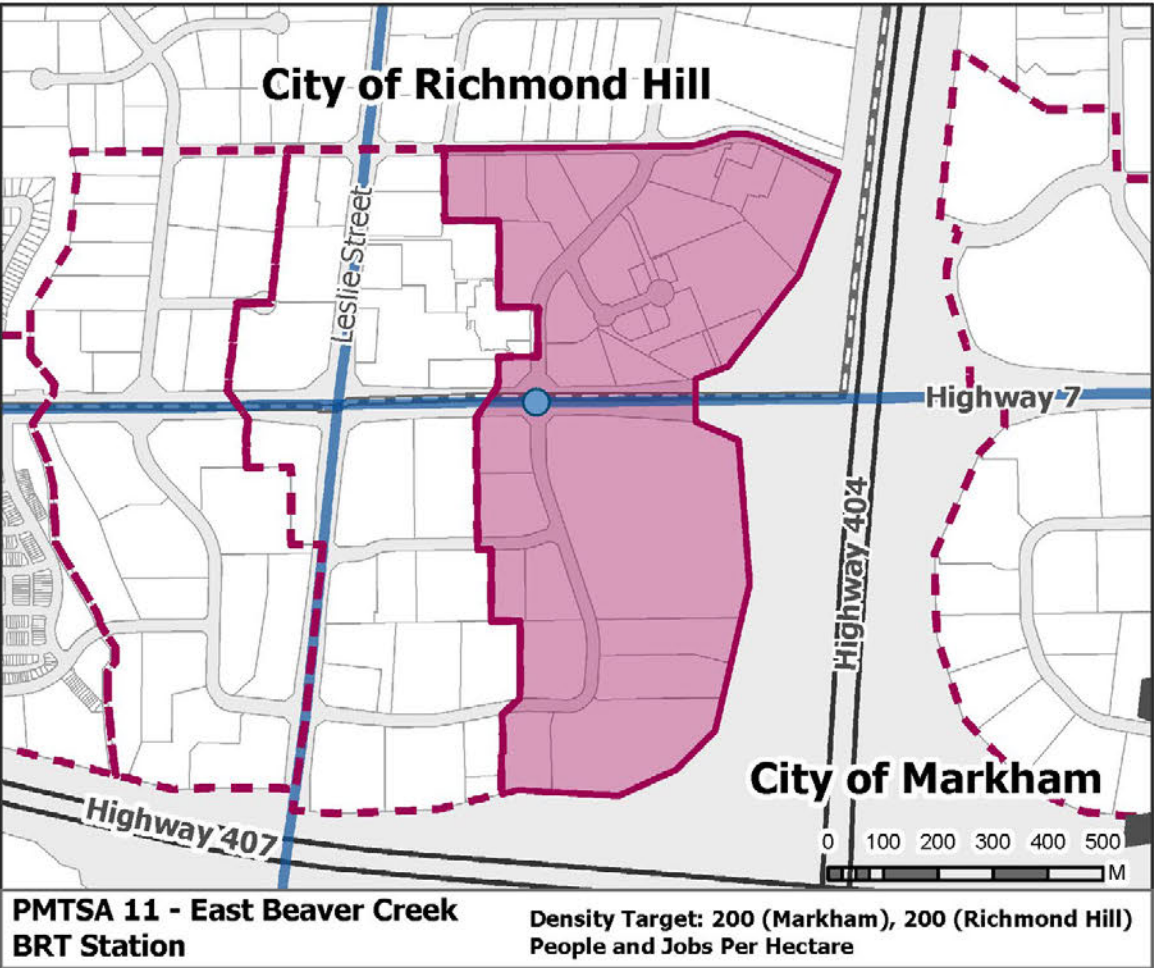 City of Richmond Hill
Leslie Street
Highway 7
Highway 404
City of Markham
0 100 200 300 400 500
M
Highway 407
PMTSA 11 - East Beaver Creek
BRT Station
Density Target: 200 (Markham), 200 (Richmond Hill)
People and Jobs Per Hectare